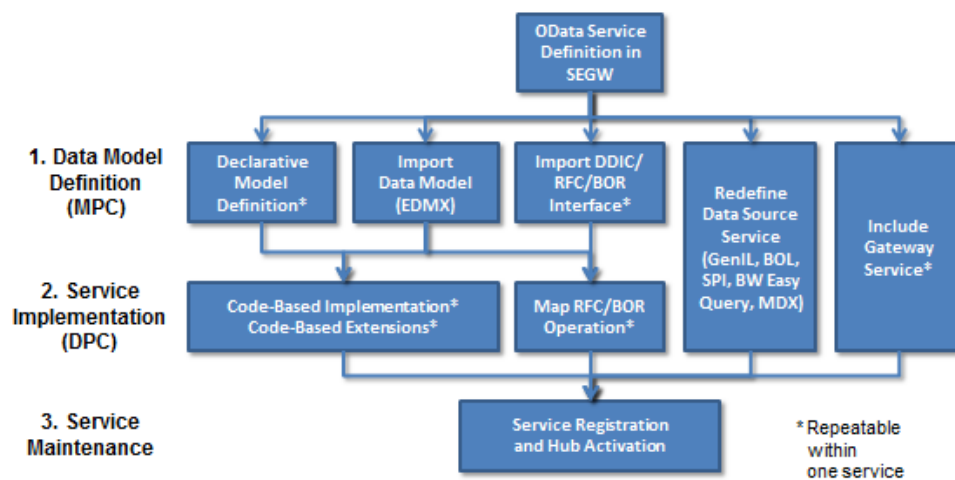 OData Service
Definition in
SEGW
1. Data Model
Definition
(MPC)
Declarative
Model
Definition*
Import
Data Model
(EDMX)
Import DDIC/
RFC/BOR
Interface*
Redefine
Data Source
Service
(GenIL, BOL,
SPI, BW Easy
Query, MDX)
Include
Gateway
Service*
2. Service
Implementation
(DPC)
Code-Based Implementation*
Code-Based Extensions*
Map RFC/BOR
Operation*
3. Service
Maintenance
Service Registration
and Hub Activation
* Repeatable
within
one service